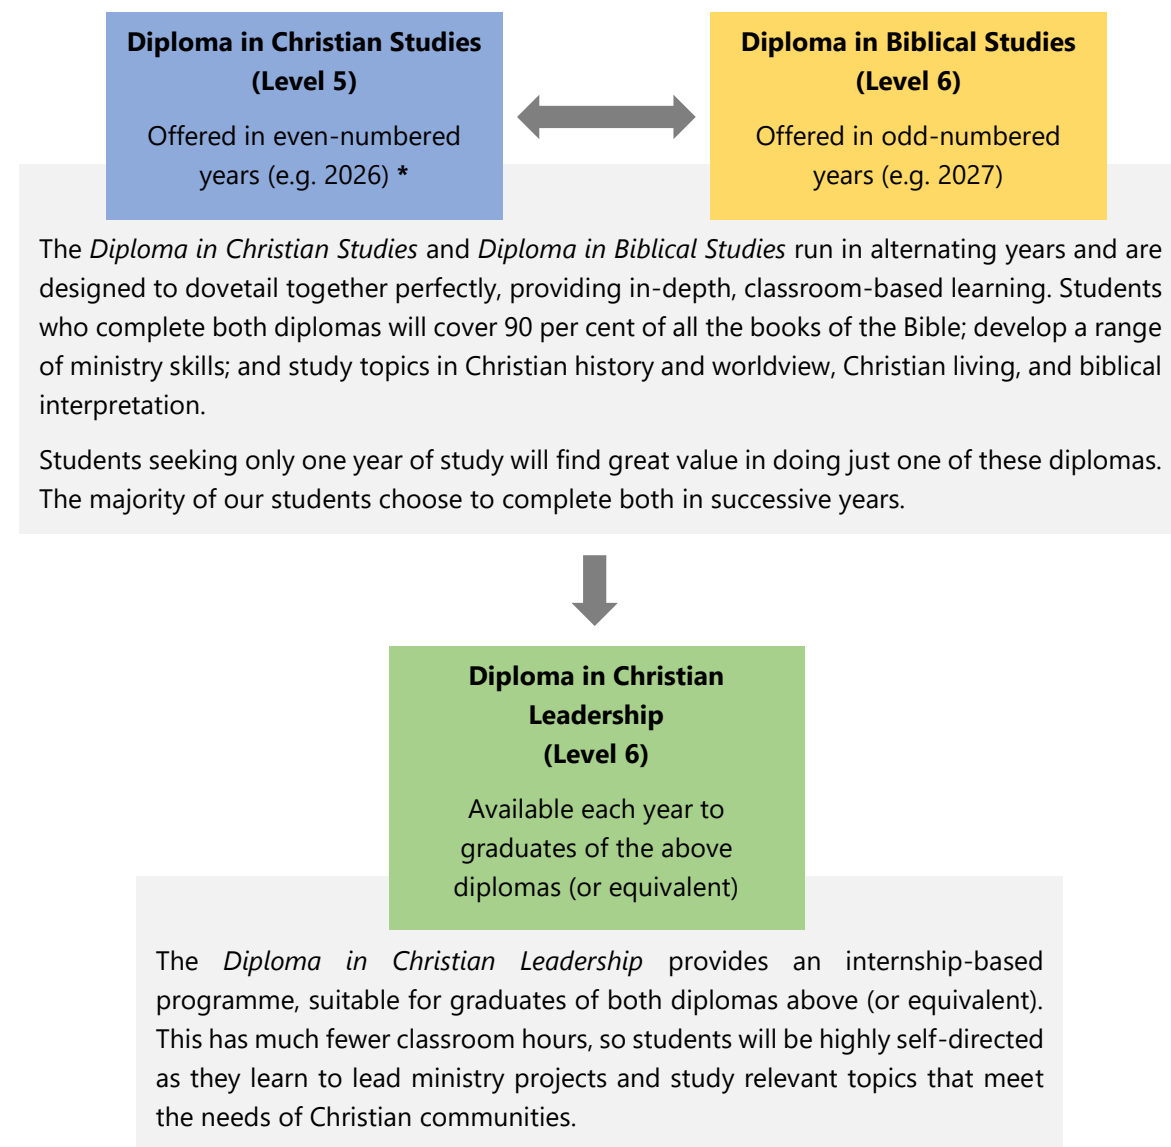 Diploma in Christian Studies
(Level 5)
Offered in even-numbered
years (e.g. 2026) *
Diploma in Biblical Studies
(Level 6)
Offered in odd-numbered
years (e.g. 2027)
The Diploma in Christian Studies and Diploma in Biblical Studies run in alternating years and are
designed to dovetail together perfectly, providing in-depth, classroom-based learning. Students
who complete both diplomas will cover 90 per cent of all the books of the Bible; develop a range
of ministry skills; and study topics in Christian history and worldview, Christian living, and biblical
interpretation.
Students seeking only one year of study will find great value in doing just one of these diplomas.
The majority of our students choose to complete both in successive years.
Diploma in Christian
Leadership
(Level 6)
Available each year to
graduates of the above
diplomas (or equivalent)
The Diploma in Christian Leadership provides an internship-based
programme, suitable for graduates of both diplomas above (or equivalent).
This has much fewer classroom hours, so students will be highly self-directed
as they learn to lead ministry projects and study relevant topics that meet
the needs of Christian communities.